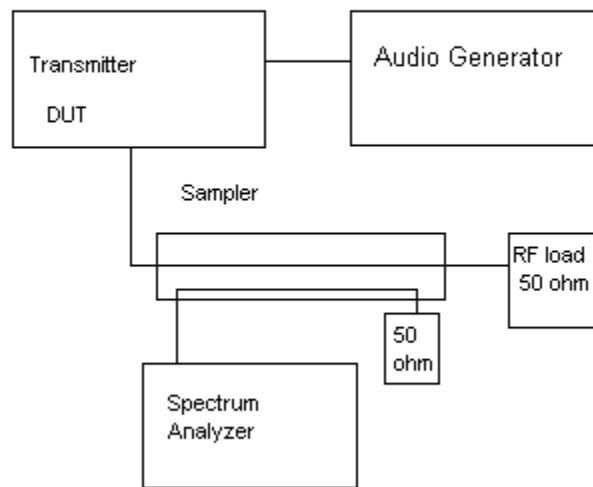 Transmitter
DUT
Audio Generator
Sampler
RF load
50 ohm
50
ohm
Spectrum
Analyzer